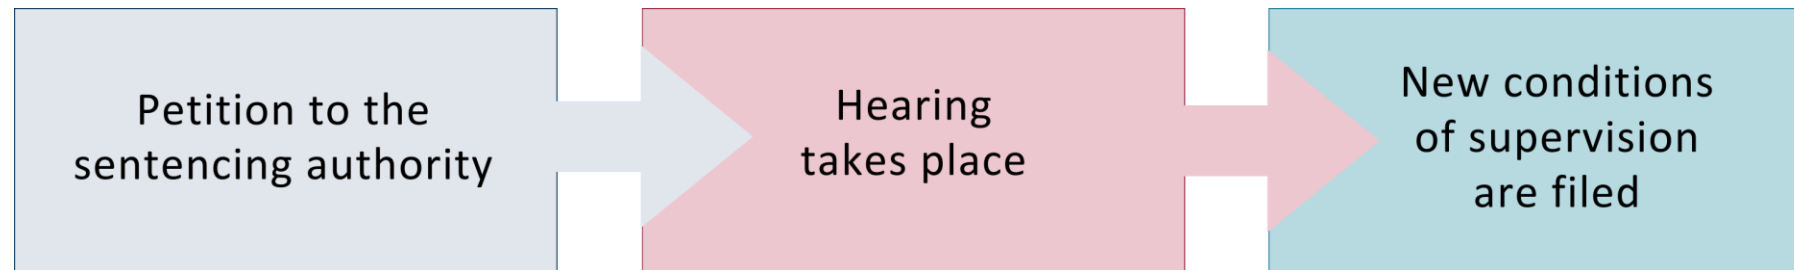 Petition to the
sentencing authority
Hearing
takes place
New conditions
of supervision
are filed